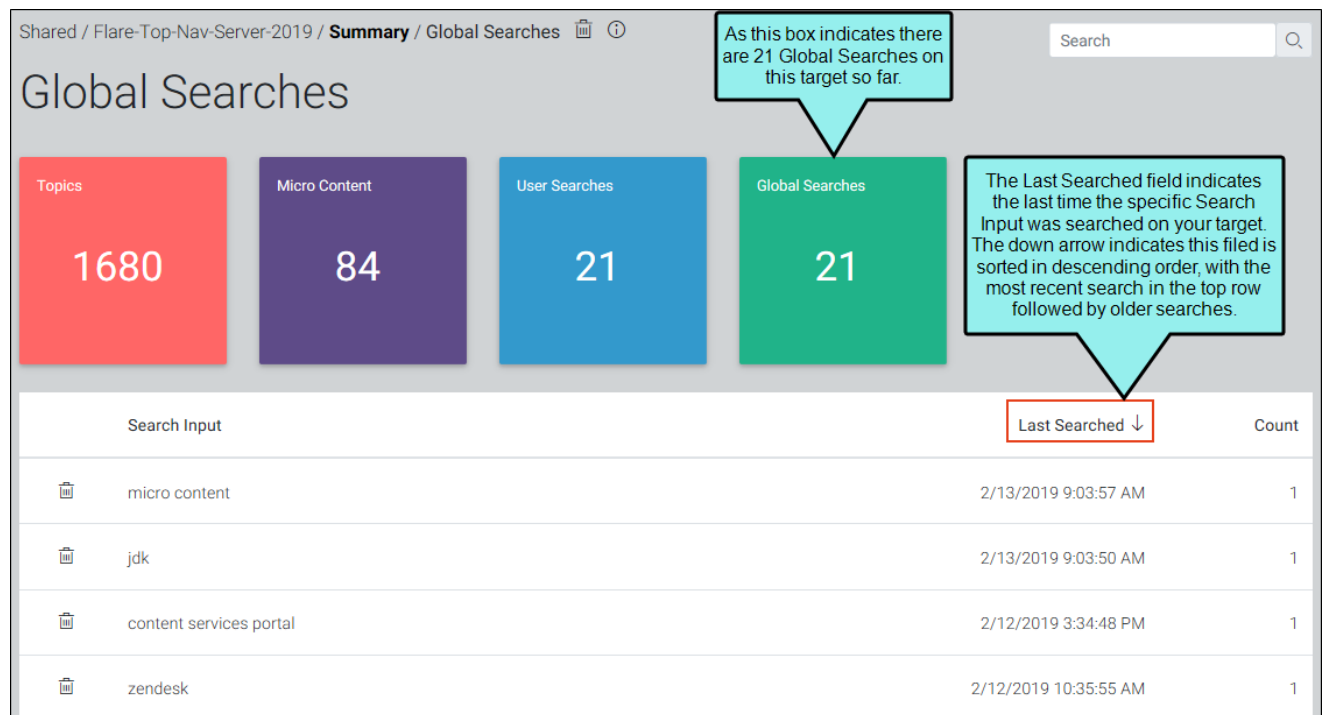 Shared / Flare-Top-Nav-Server-2019 / Summary / Global Searches
Search
Global Searches
As this box indicates there
are 21 Global Searches on
this target so far.
Topics
1680
Micro Content
84
User Searches
21
Global Searches
21
The Last Searched field indicates
the last time the specific Search
Input was searched on your target.
The down arrow indicates this filed is
sorted in descending order, with the
most recent search in the top row
followed by older searches.
Search Input Last Searched ↓ Count
micro content 2/13/2019 9:03:57 AM 1
jdk 2/13/2019 9:03:50 AM 1
content services portal 2/12/2019 3:34:48 PM 1
zendesk 2/12/2019 10:35:55 AM 1